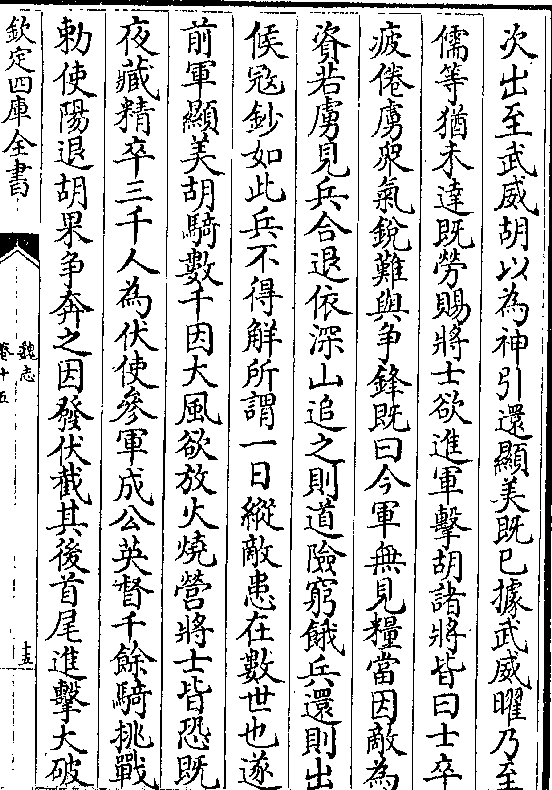 次出至武威胡以為神引還顯美既已據武威曜乃至
儒等猶未達既勞賜將士欲進軍擊胡諸將皆曰士卒
疲倦虜衆氣銳難與争鋒既曰今軍無見糧當因敵為
資若虜見兵合退依深山追之則道險窮餓兵還則出
候宼鈔如此兵不得解所謂一日縱敵患在數世也遂
前軍顯美胡騎數千因大風欲放火燒營將士皆恐既
夜藏精卒三千人為伏使參軍成公英督千餘騎挑戰
勅使陽退胡果争奔之因發伏截其後首尾進擊大破
欽定四庫全書
魏志
卷十五
十五